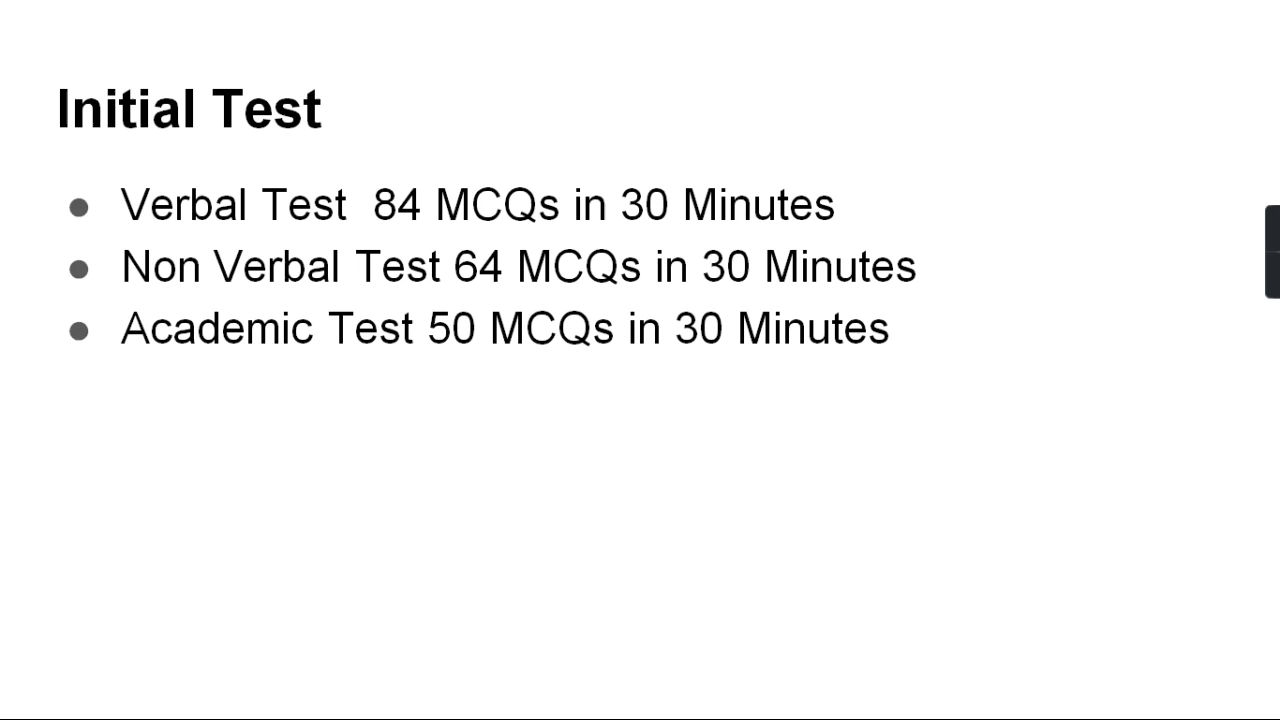 Initial Test
● Verbal Test  84 MCQs in 30 Minutes
● Non Verbal Test 64 MCQs in 30 Minutes
● Academic Test 50 MCQs in 30 Minutes